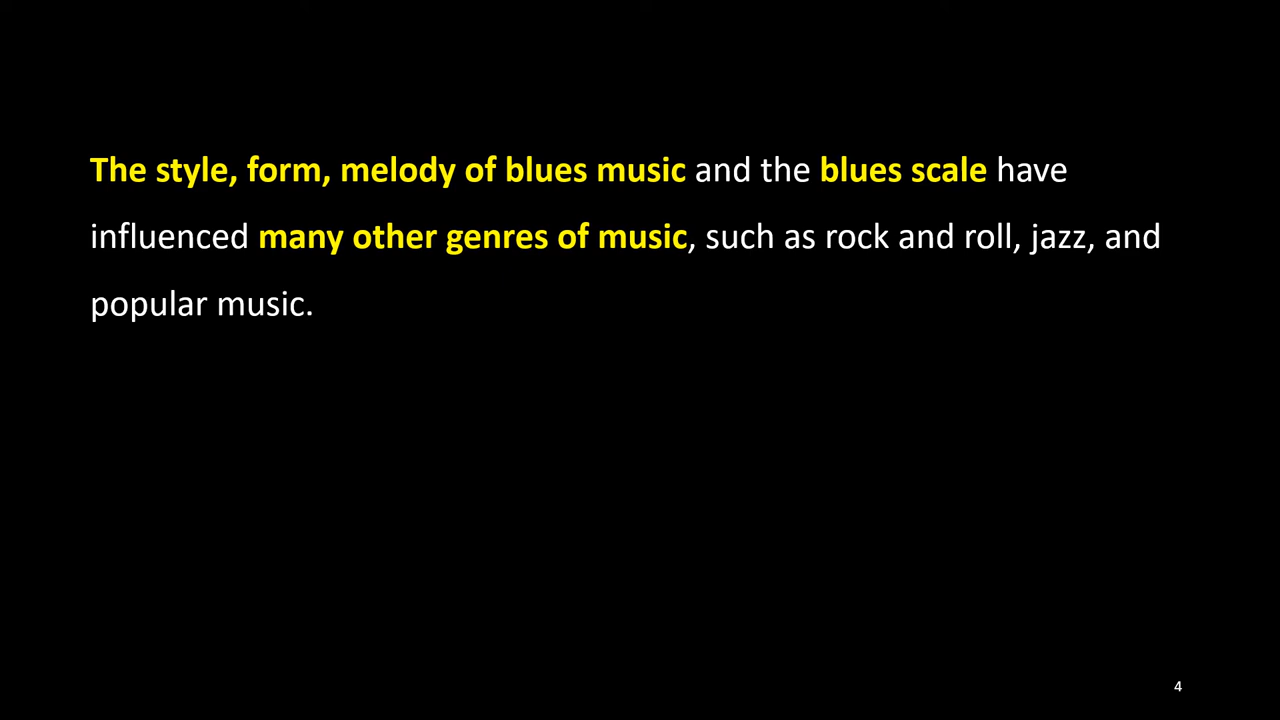 The style, form, melody of blues music and the blues scale have
influenced many other genres of music, such as rock and roll, jazz, and
popular music.
4